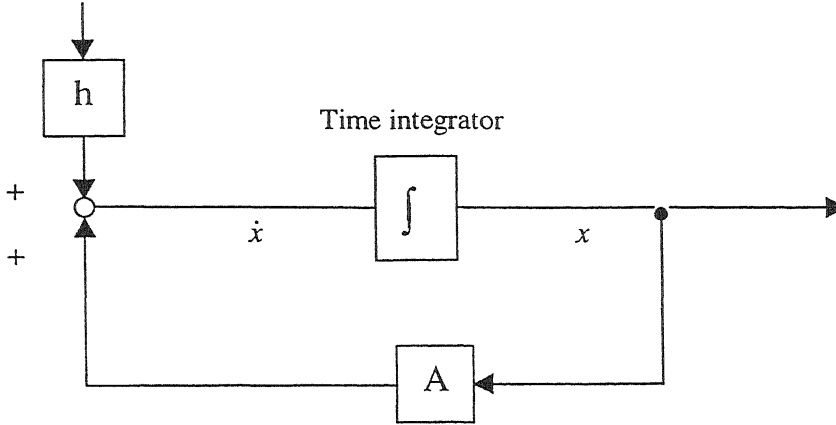 h
Time integrator
+
∫
ẋ
x
+
A